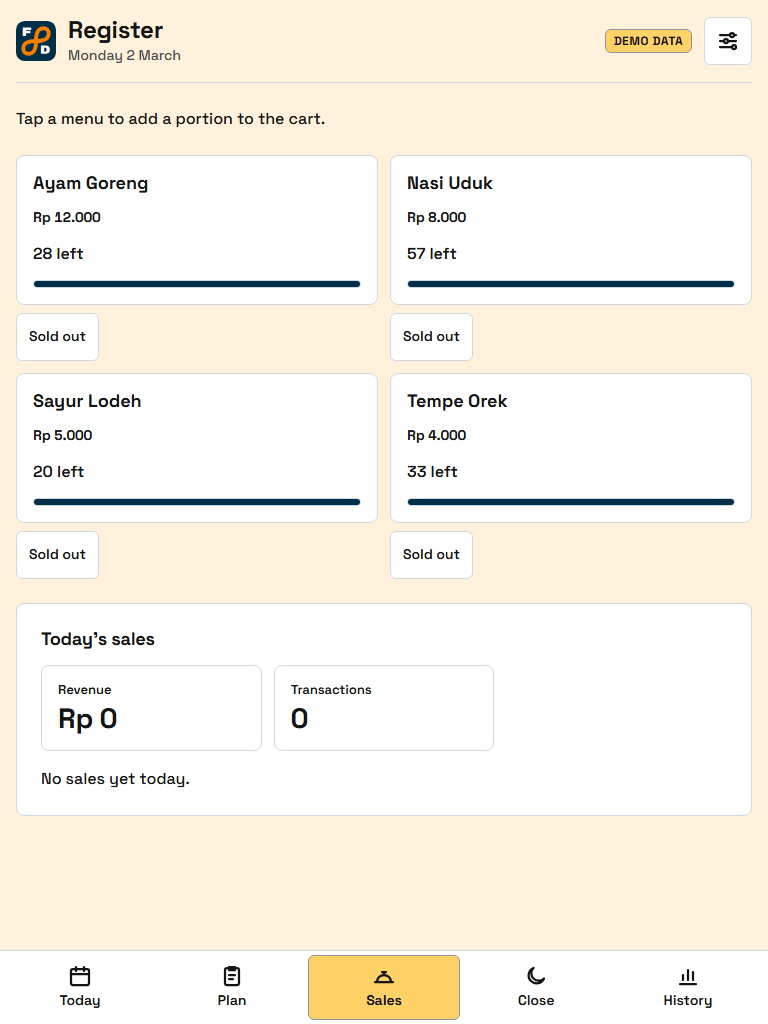 F D
Register
Monday 2 March
DEMO DATA
Tap a menu to add a portion to the cart.
Ayam Goreng
Rp 12.000
28 left
Sold out
Nasi Uduk
Rp 8.000
57 left
Sold out
Sayur Lodeh
Rp 5.000
20 left
Sold out
Tempe Orek
Rp 4.000
33 left
Sold out
Today's sales
Revenue
Rp 0
Transactions
0
No sales yet today.
Today
Plan
Sales
Close
History